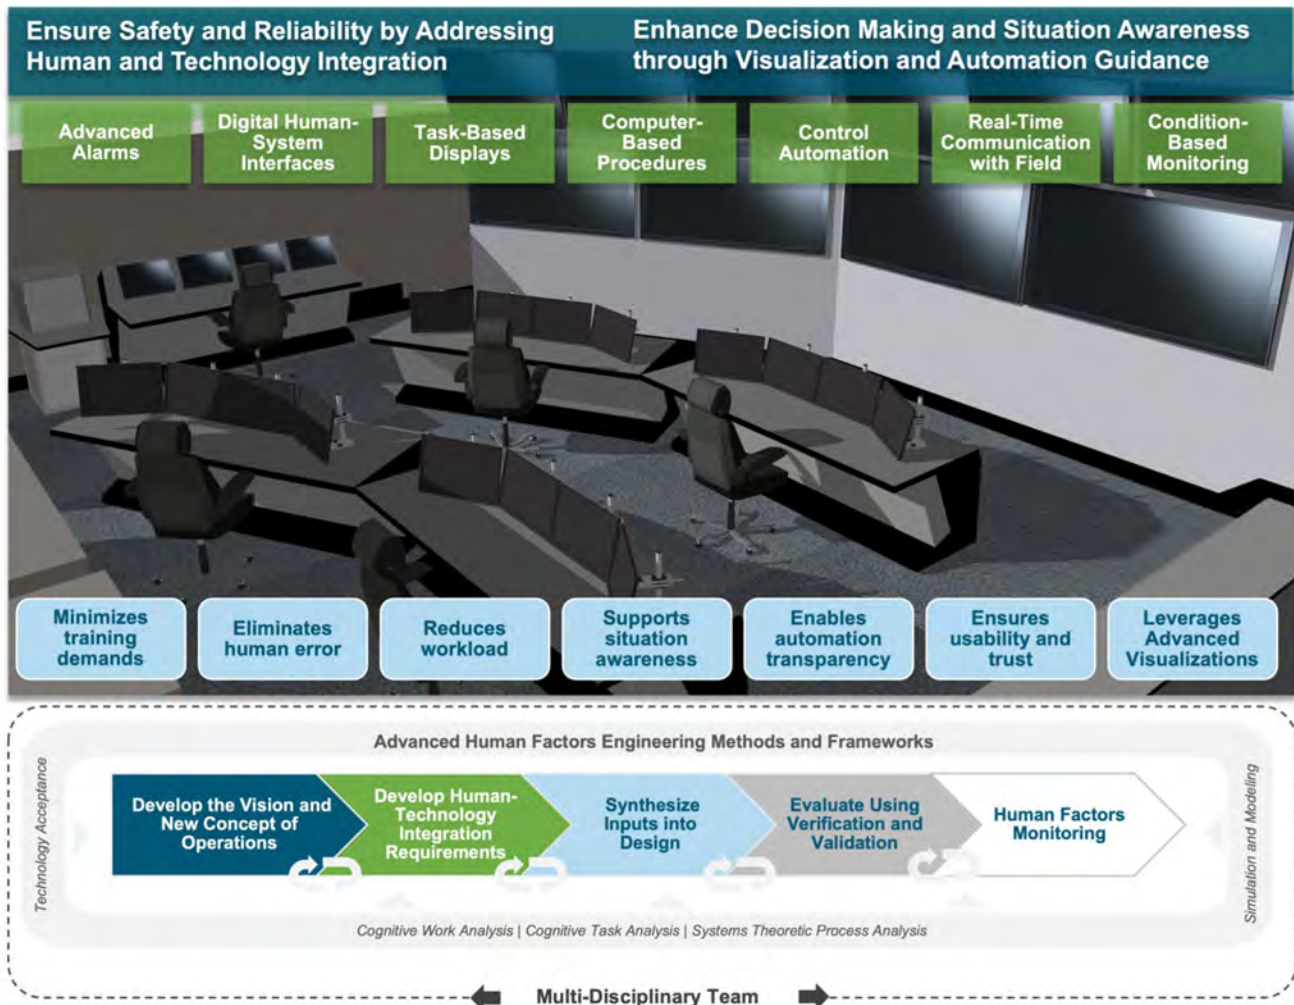 Ensure Safety and Reliability by Addressing
Human and Technology Integration
Enhance Decision Making and Situation Awareness
through Visualization and Automation Guidance
Advanced
Alarms
Digital Human-
System
Interfaces
Task-Based
Displays
Computer-
Based
Procedures
Control
Automation
Real-Time
Communication
with Field
Condition-
Based
Monitoring
Minimizes
training
demands
Eliminates
human error
Reduces
workload
Supports
situation
awareness
Enables
automation
transparency
Ensures
usability and
trust
Leverages
Advanced
Visualizations
Advanced Human Factors Engineering Methods and Frameworks
Technology Acceptance
Develop the Vision and
New Concept of
Operations
Develop Human-
Technology
Integration
Requirements
Synthesize
Inputs into
Design
Evaluate Using
Verification and
Validation
Human Factors
Monitoring
Simulation and Modeling
Cognitive Work Analysis | Cognitive Task Analysis | Systems Theoretic Process Analysis
Multi-Disciplinary Team